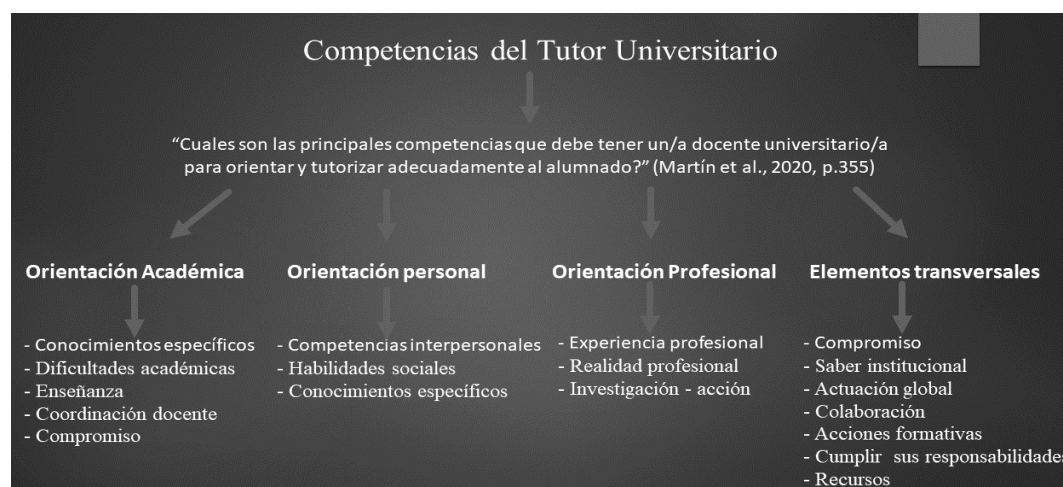 Competencias del Tutor Universitario
“Cuales son las principales competencias que debe tener un/a docente universitario/a
para orientar y tutorizar adecuadamente al alumnado?” (Martín et al., 2020, p.355)
Orientación Académica
- Conocimientos específicos
- Dificultades académicas
- Enseñanza
- Coordinación docente
- Compromiso
Orientación personal
- Competencias interpersonales
- Habilidades sociales
- Conocimientos específicos
Orientación Profesional
- Experiencia profesional
- Realidad profesional
- Investigación - acción
Elementos transversales
- Compromiso
- Saber institucional
- Actuación global
- Colaboración
- Acciones formativas
- Cumplir sus responsabilidades
- Recursos